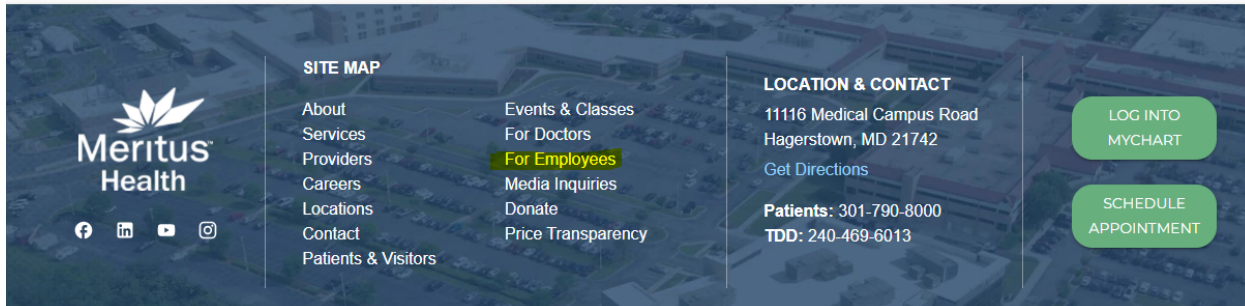 Meritus™
Health
SITE MAP
About
Services
Providers
Careers
Locations
Contact
Patients & Visitors
Events & Classes
For Doctors
For Employees
Media Inquiries
Donate
Price Transparency
LOCATION & CONTACT
11116 Medical Campus Road
Hagerstown, MD 21742
Get Directions
Patients: 301-790-8000
TDD: 240-469-6013
LOG INTO
MYCHART
SCHEDULE
APPOINTMENT